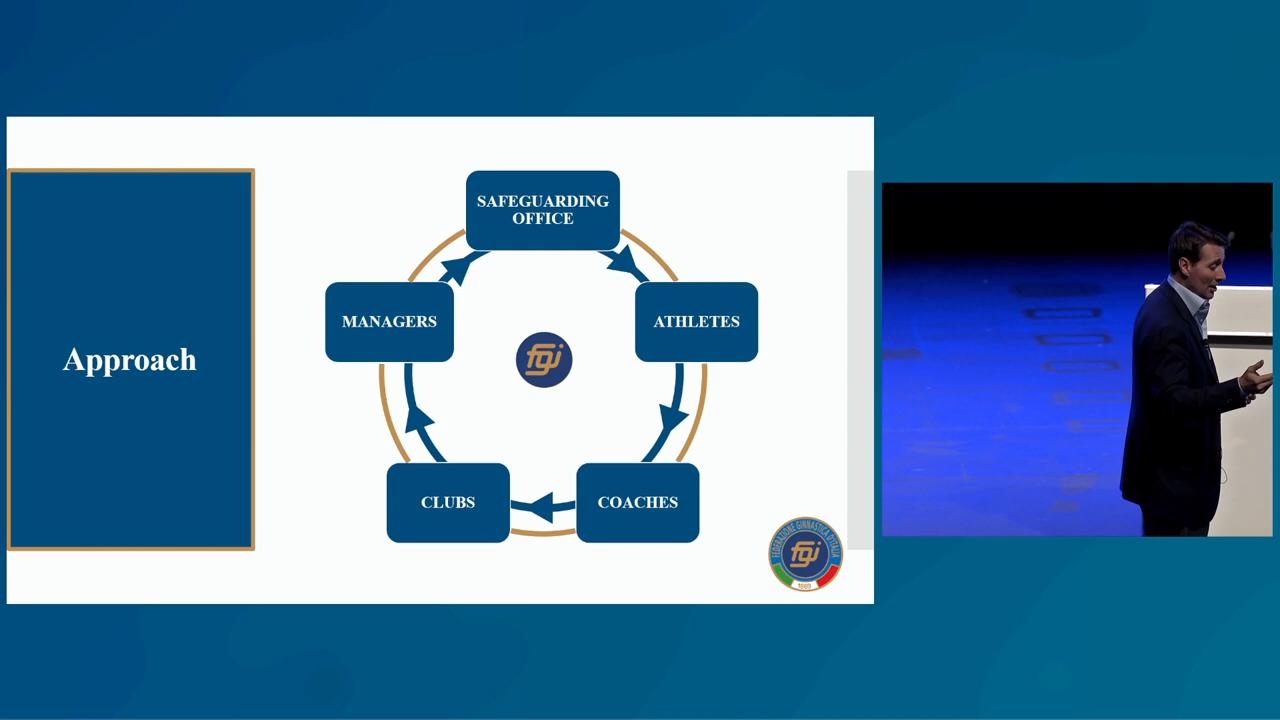 Approach
SAFEGUARDING
OFFICE
MANAGERS
ATHLETES
fgi
CLUBS
COACHES
FEDERAZIONE GINNASTICA D'ITALIA
fgi
1869